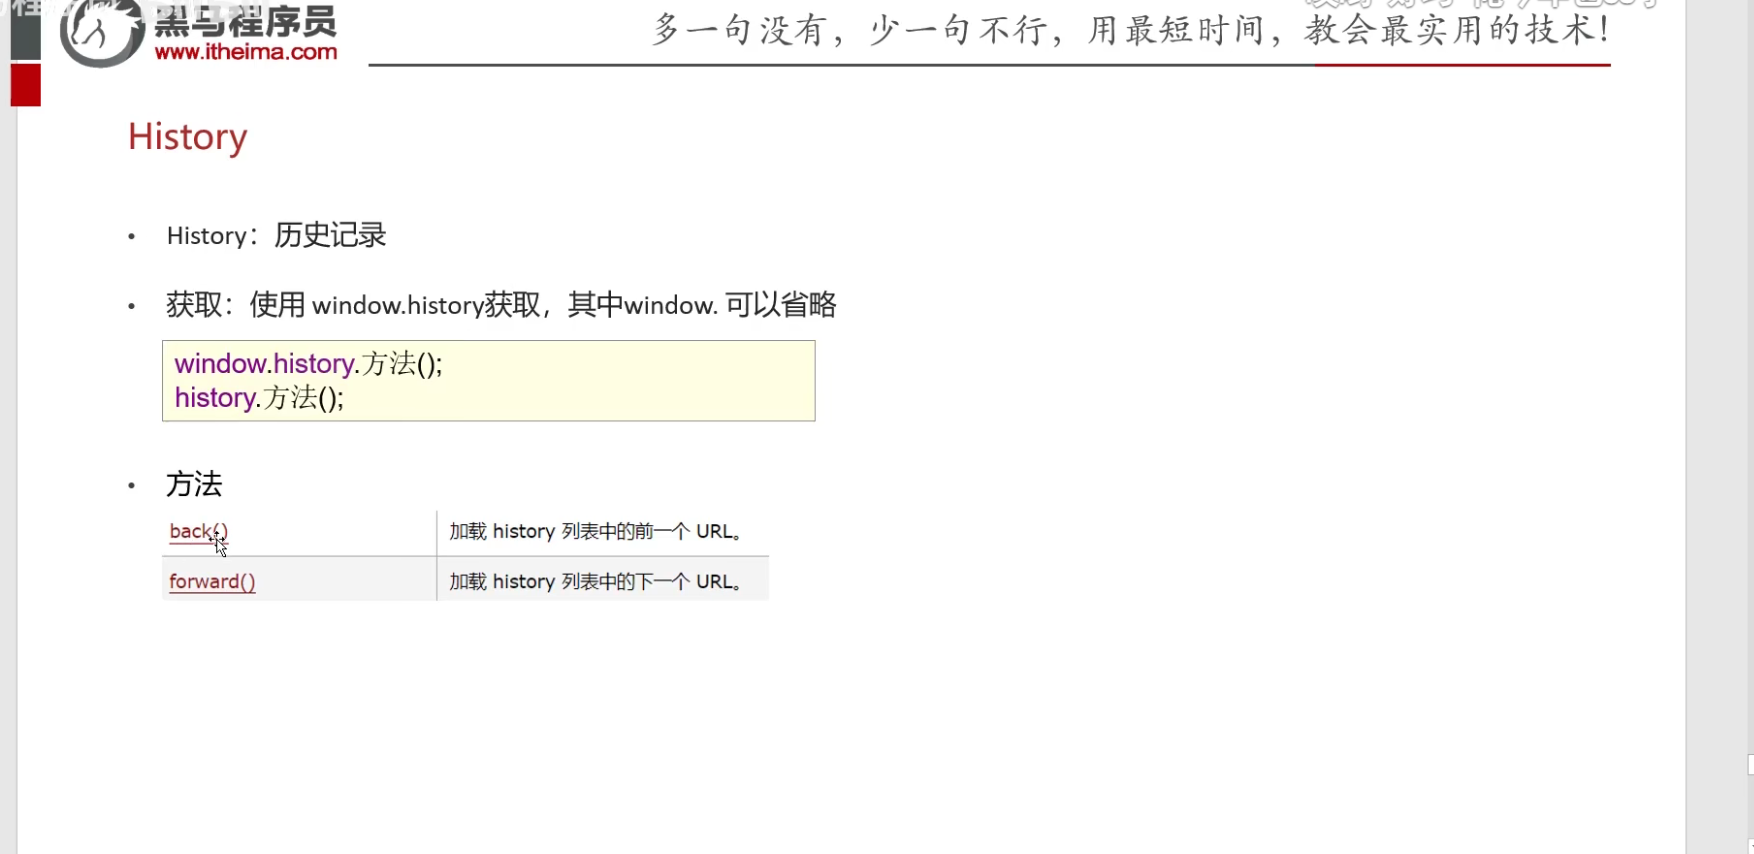 黑马程序员
www.itheima.com
多一句没有，少一句不行，用最短时间，教会最实用的技术！
History
• History：历史记录
• 获取：使用 window.history获取，其中window. 可以省略
window.history.方法();
history.方法();
• 方法
back() 加载 history 列表中的前一个 URL。
forward() 加载 history 列表中的下一个 URL。